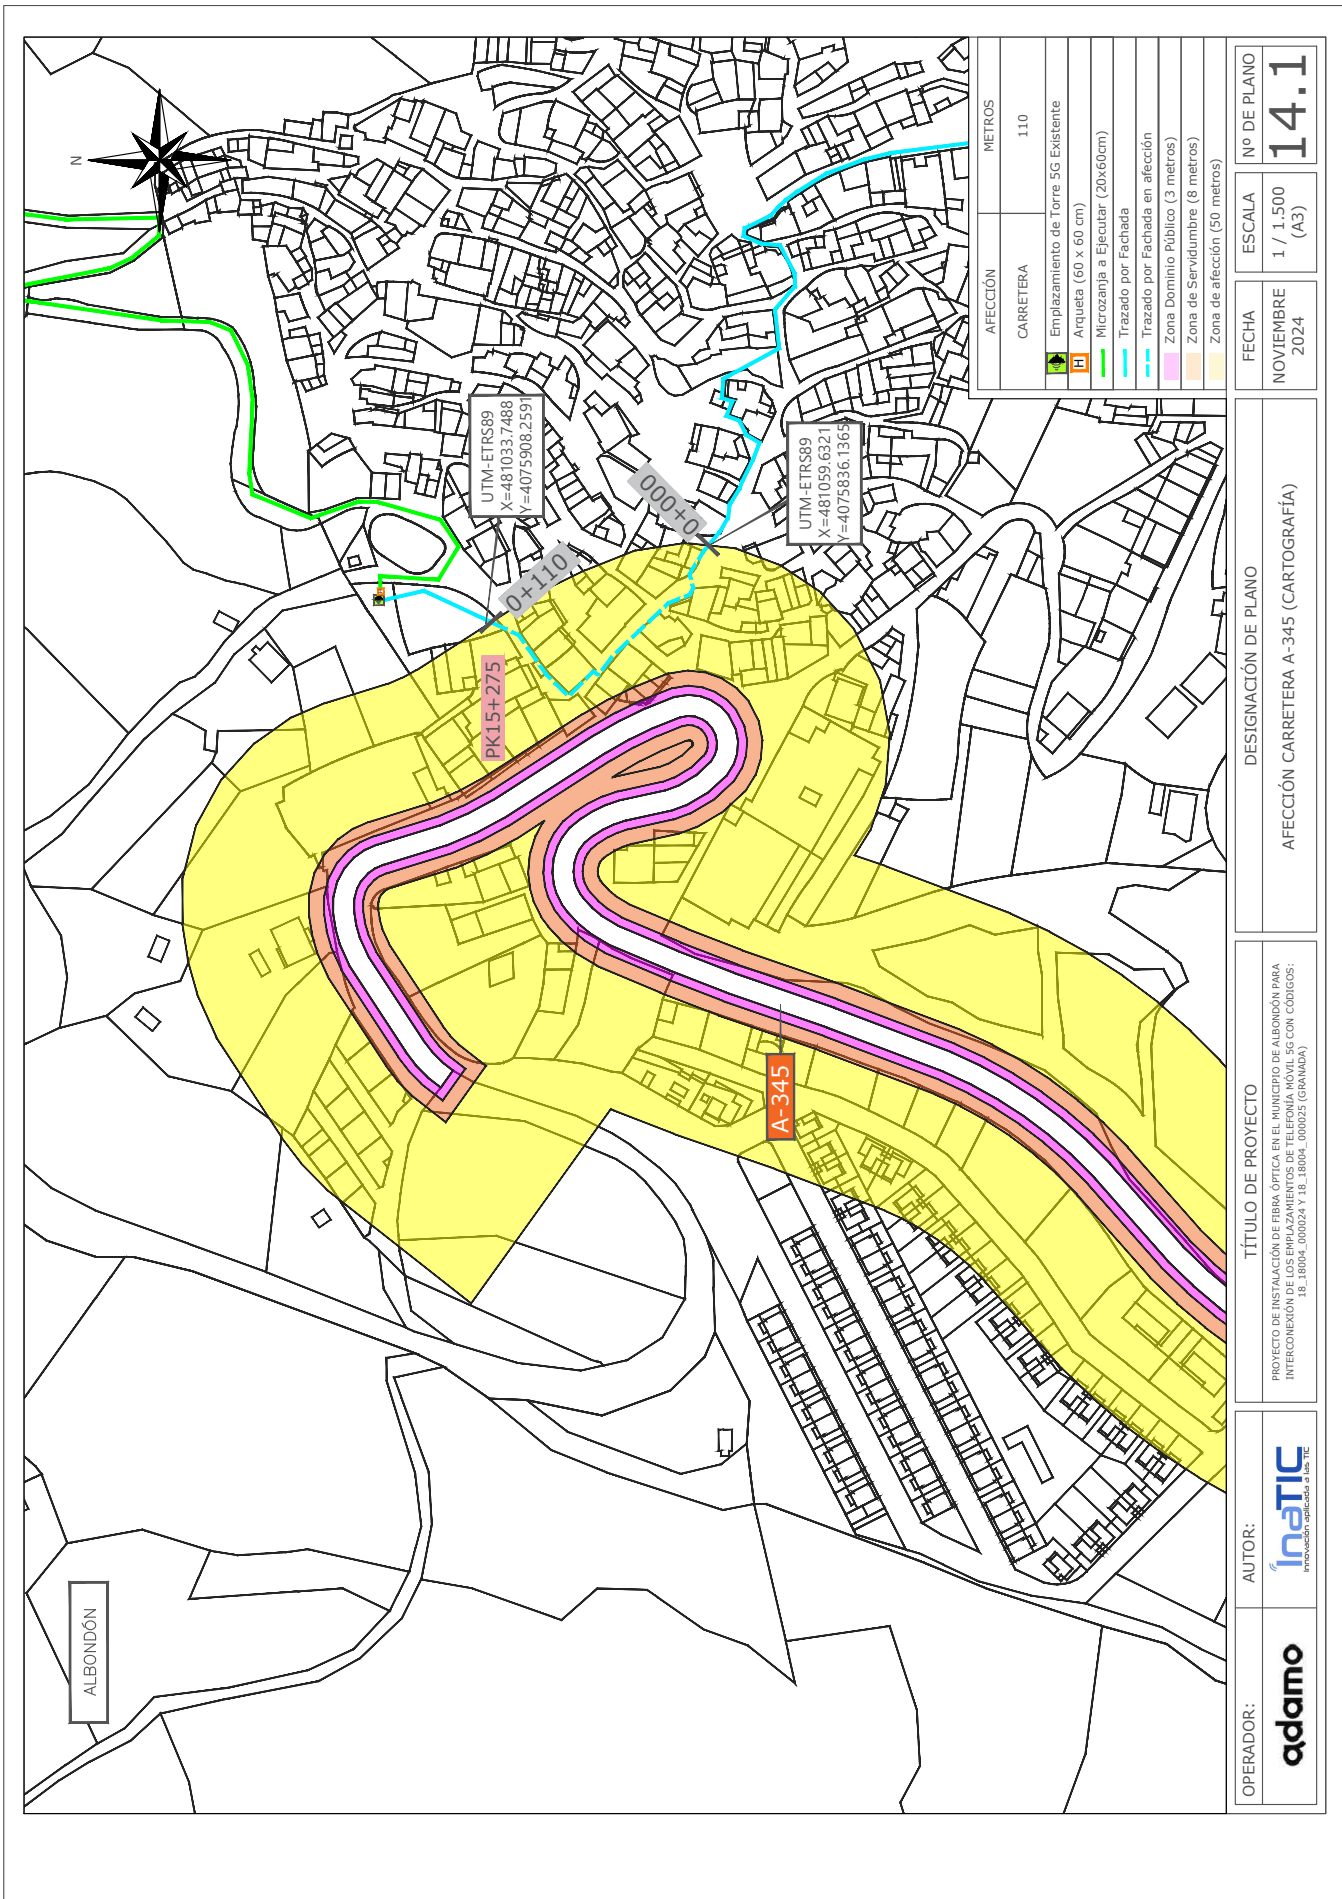 ALBONDÓN
N
UTM-ETRS89
X=481033.7488
Y=4075908.2591
UTM-ETRS89
X=481059.6321
Y=4075836.1365
0+000
0+110
PK15+275
A-345
AFECCIÓN METROS
CARRETERA 110
Emplazamiento de Torre 5G Existente
H Arqueta (60 x 60 cm)
Microzanja a Ejecutar (20x60cm)
Trazado por Fachada
Trazado por Fachada en afección
Zona Dominio Público (3 metros)
Zona de Servidumbre (8 metros)
Zona de afección (50 metros)
OPERADOR:
adamo
AUTOR:
inaTIC
Innovación aplicada a las TIC
TÍTULO DE PROYECTO
PROYECTO DE INSTALACIÓN DE FIBRA ÓPTICA EN EL MUNICIPIO DE ALBONDÓN PARA
INTERCONEXIÓN DE LOS EMPLAZAMIENTOS DE TELEFONÍA MÓVIL 5G CON CÓDIGOS:
18_18004_000024 Y 18_18004_000025 (GRANADA)
DESIGNACIÓN DE PLANO
AFECCIÓN CARRETERA A-345 (CARTOGRAFÍA)
FECHA
NOVIEMBRE
2024
ESCALA
1 / 1.500
(A3)
Nº DE PLANO
14.1